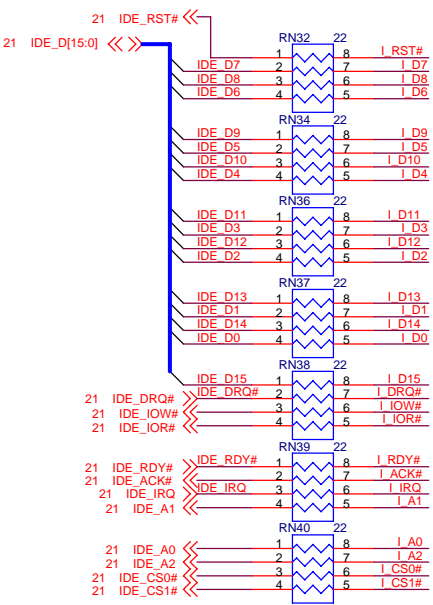 21 IDE_RST#
21 IDE_D[15:0]
RN32 22
1 8 I_RST#
IDE_D7 2 7 I_D7
IDE_D8 3 6 I_D8
IDE_D6 4 5 I_D6
RN34 22
IDE_D9 1 8 I_D9
IDE_D5 2 7 I_D5
IDE_D10 3 6 I_D10
IDE_D4 4 5 I_D4
RN36 22
IDE_D11 1 8 I_D11
IDE_D3 2 7 I_D3
IDE_D12 3 6 I_D12
IDE_D2 4 5 I_D2
RN37 22
IDE_D13 1 8 I_D13
IDE_D1 2 7 I_D1
IDE_D14 3 6 I_D14
IDE_D0 4 5 I_D0
RN38 22
IDE_D15 1 8 I_D15
21 IDE_DRQ# IDE_DRQ# 2 7 I_DRQ#
21 IDE_IOW# 3 6 I_IOW#
21 IDE_IOR# 4 5 I_IOR#
RN39 22
21 IDE_RDY# IDE_RDY# 1 8 I_RDY#
21 IDE_ACK# 2 7 I_ACK#
21 IDE_IRQ IDE_IRQ 3 6 I_IRQ
21 IDE_A1 4 5 I_A1
RN40 22
21 IDE_A0 1 8 I_A0
21 IDE_A2 2 7 I_A2
21 IDE_CS0# 3 6 I_CS0#
21 IDE_CS1# 4 5 I_CS1#